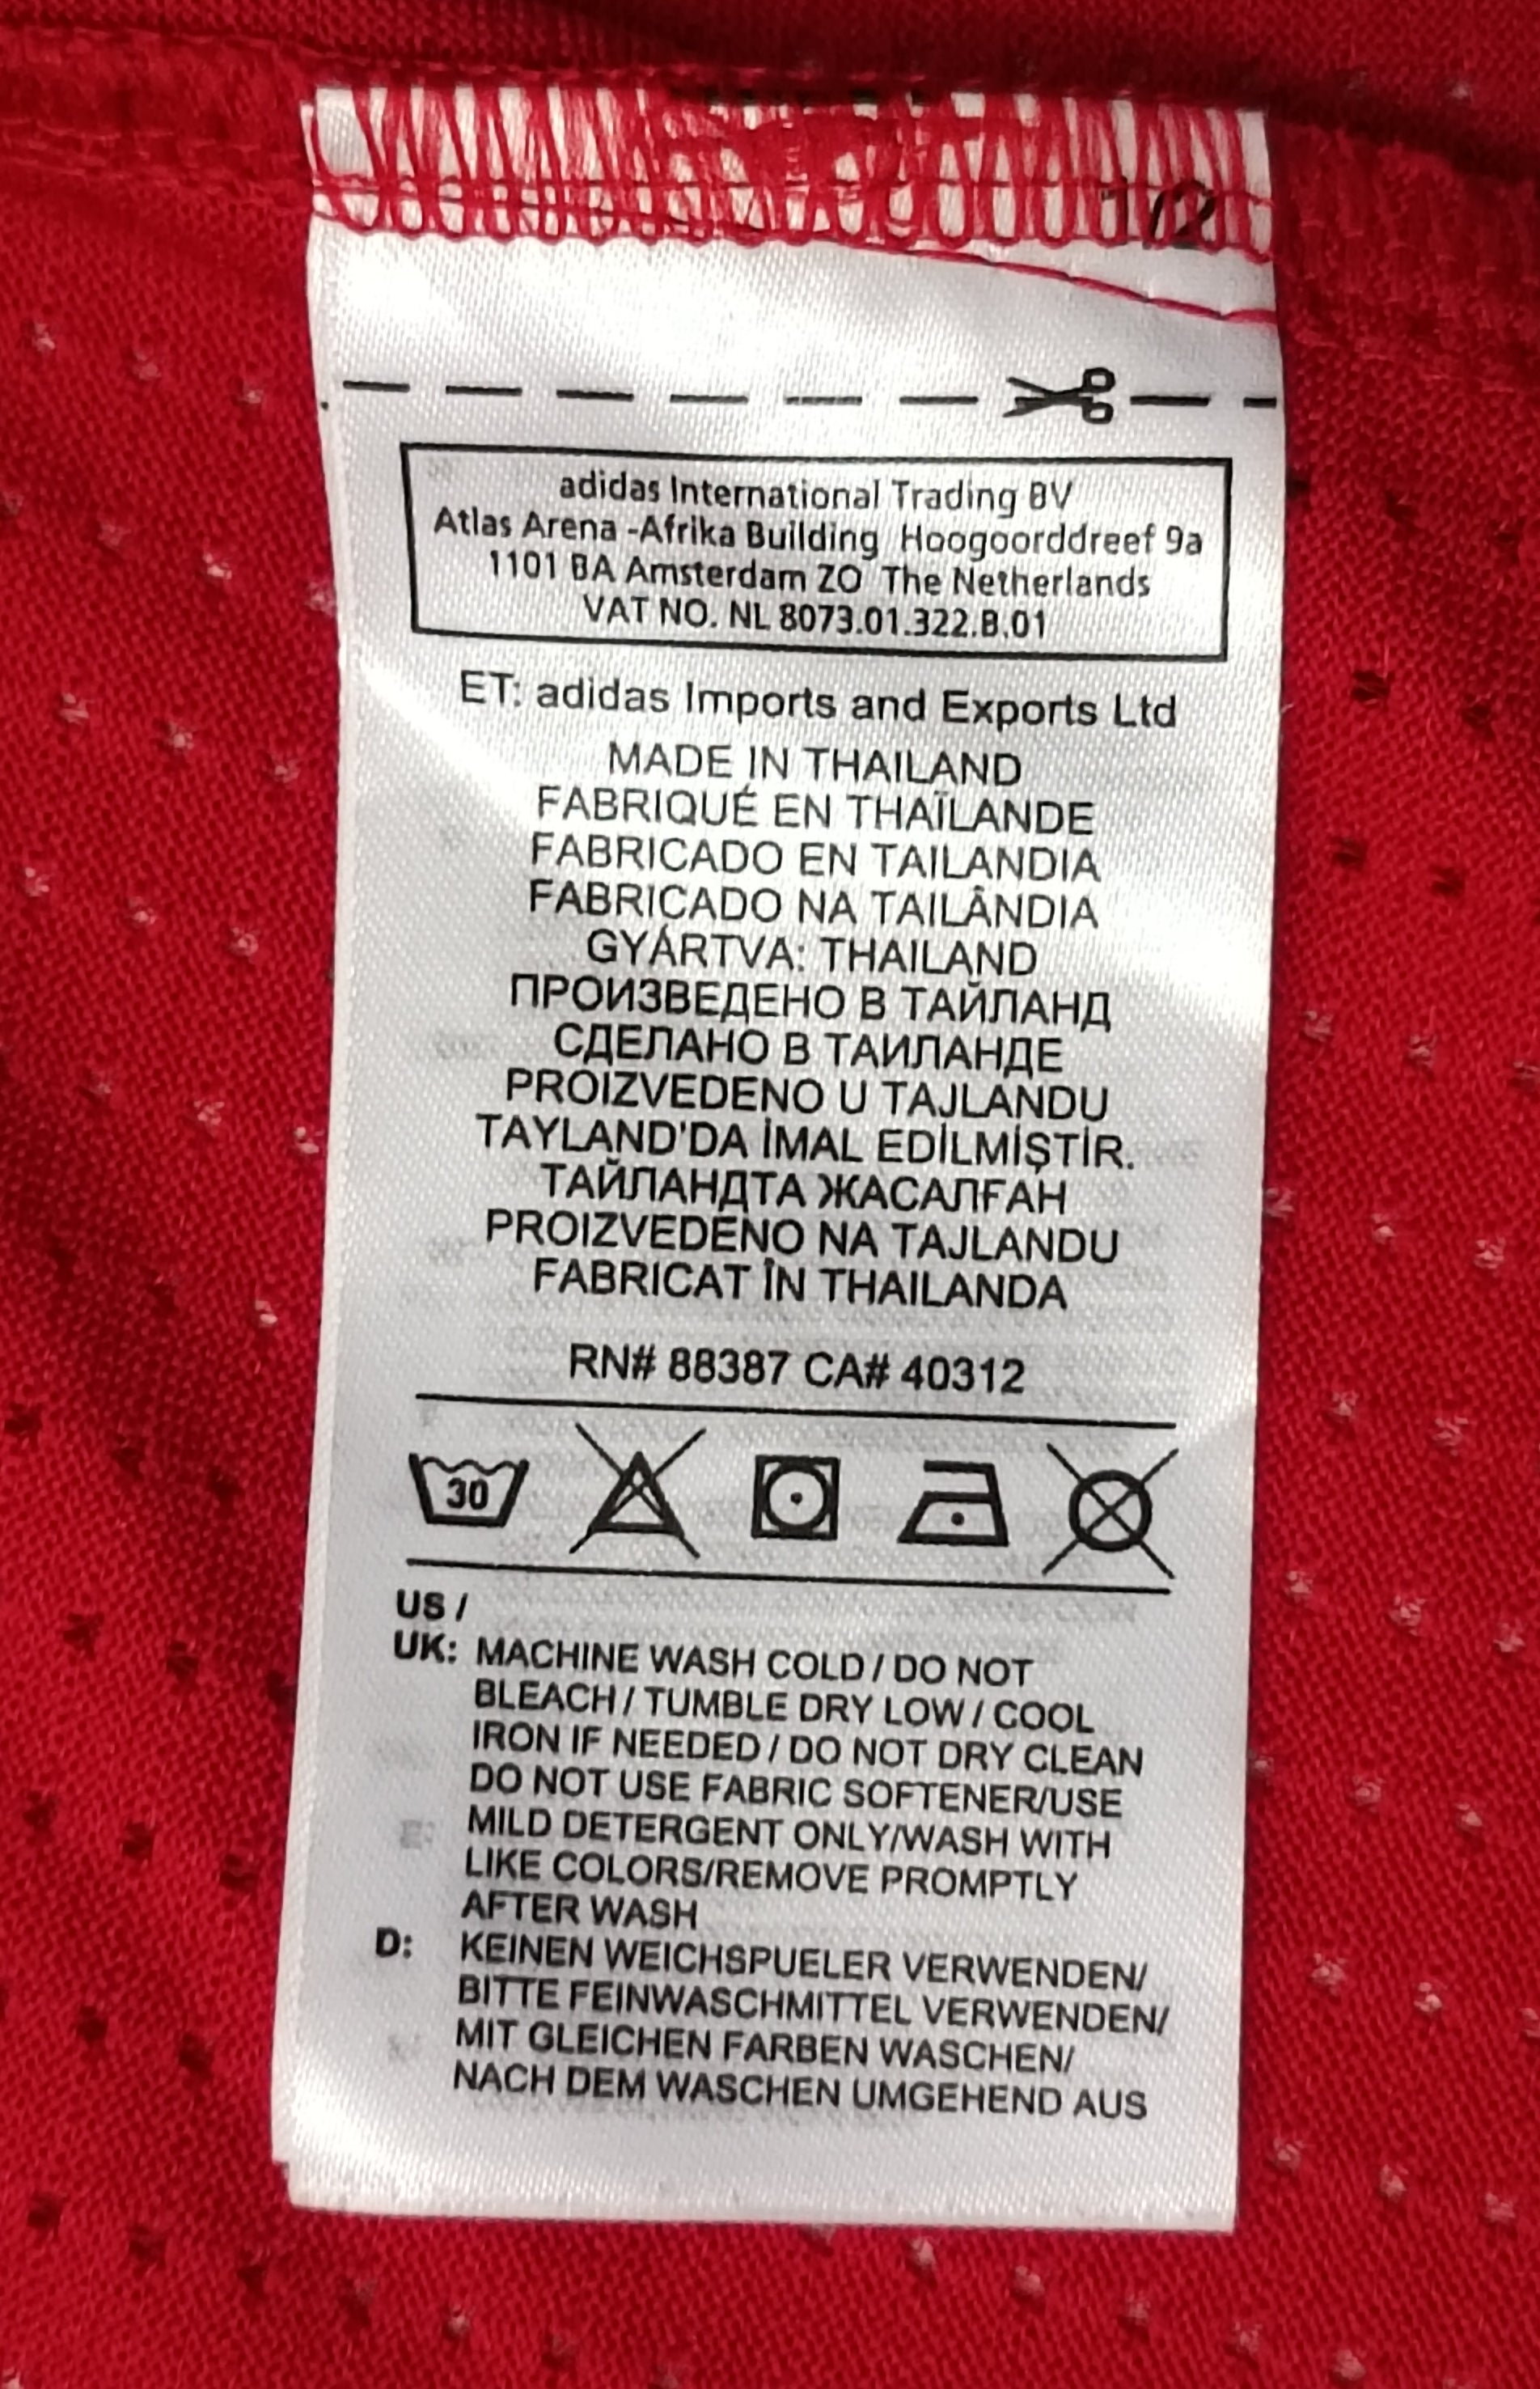 1/2
adidas International Trading BV
Atlas Arena -Afrika Building Hoogoorddreef 9a
1101 BA Amsterdam ZO The Netherlands
VAT NO. NL 8073.01.322.B.01
ET: adidas Imports and Exports Ltd
MADE IN THAILAND
FABRIQUÉ EN THAÏLANDE
FABRICADO EN TAILANDIA
FABRICADO NA TAILÂNDIA
GYÁRTVA: THAILAND
ПРОИЗВЕДЕНО В ТАЙЛАНД
СДЕЛАНО В ТАИЛАНДЕ
PROIZVEDENO U TAJLANDU
TAYLAND'DA İMAL EDİLMİŞTİR.
ТАЙЛАНДТА ЖАСАЛҒАН
PROIZVEDENO NA TAJLANDU
FABRICAT ÎN THAILANDA
RN# 88387 CA# 40312
30
US /
UK: MACHINE WASH COLD / DO NOT
BLEACH / TUMBLE DRY LOW / COOL
IRON IF NEEDED / DO NOT DRY CLEAN
DO NOT USE FABRIC SOFTENER/USE
MILD DETERGENT ONLY/WASH WITH
LIKE COLORS/REMOVE PROMPTLY
AFTER WASH
D: KEINEN WEICHSPUELER VERWENDEN/
BITTE FEINWASCHMITTEL VERWENDEN/
MIT GLEICHEN FARBEN WASCHEN/
NACH DEM WASCHEN UMGEHEND AUS